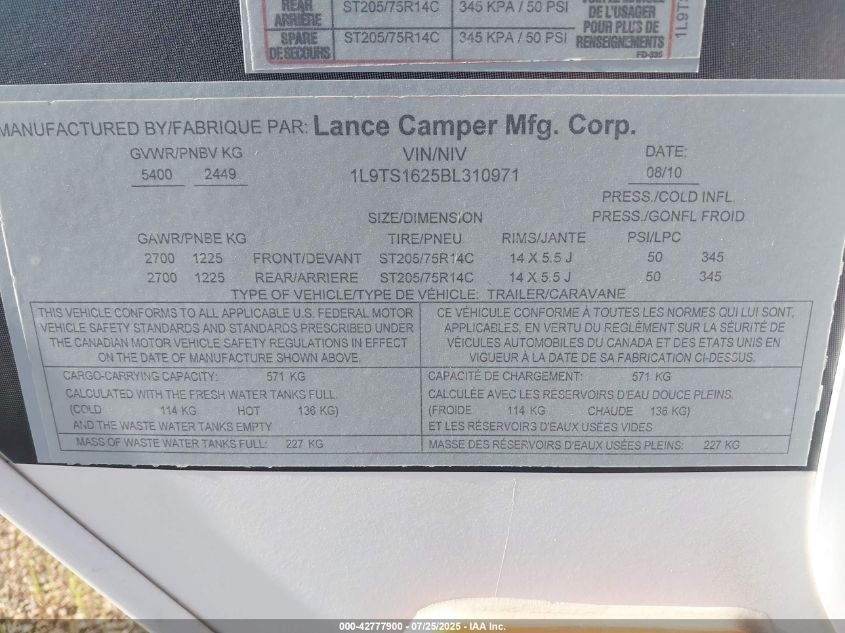 REAR ARRIÈRE ST205/75R14C 345 KPA / 50 PSI
SPARE DE SECOURS ST205/75R14C 345 KPA / 50 PSI
DE L'USAGER
POUR PLUS DE
RENSEIGNEMENTS
1L9TS
MANUFACTURED BY/FABRIQUE PAR: Lance Camper Mfg. Corp.
GVWR/PNBV KG VIN/NIV DATE:
5400 2449 1L9TS1625BL310971 08/10
PRESS./COLD INFL.
SIZE/DIMENSION PRESS./GONFL FROID
GAWR/PNBE KG TIRE/PNEU RIMS/JANTE PSI/LPC
2700 1225 FRONT/DEVANT ST205/75R14C 14 X 5.5 J 50 345
2700 1225 REAR/ARRIERE ST205/75R14C 14 X 5.5 J 50 345
TYPE OF VEHICLE/TYPE DE VÉHICLE: TRAILER/CARAVANE
THIS VEHICLE CONFORMS TO ALL APPLICABLE U.S. FEDERAL MOTOR
VEHICLE SAFETY STANDARDS AND STANDARDS PRESCRIBED UNDER
THE CANADIAN MOTOR VEHICLE SAFETY REGULATIONS IN EFFECT
ON THE DATE OF MANUFACTURE SHOWN ABOVE.
CE VÉHICULE CONFORME À TOUTES LES NORMES QUI LUI SONT,
APPLICABLES, EN VERTU DU REGLÉMENT SUR LA SÉURITÉ DE
VÉICULES AUTOMOBILES DU CANADA ET DES ETATS UNIS EN
VIGUEUR À LA DATE DE SA FABRICATION CI-DESSUS.
CARGO-CARRYING CAPACITY: 571 KG
CALCULATED WITH THE FRESH WATER TANKS FULL.
(COLD 114 KG HOT 136 KG)
AND THE WASTE WATER TANKS EMPTY
MASS OF WASTE WATER TANKS FULL: 227 KG
CAPACITÉ DE CHARGEMENT: 571 KG
CALCULÉE AVEC LES RÉSERVOIRS D'EAU DOUCE PLEINS.
(FROIDE 114 KG CHAUDE 136 KG)
ET LES RÉSERVOIRS D'EAUX USÉES VIDES
MASSE DES RÉSERVOIRS D'EAUX USÉES PLEINS: 227 KG
000-42777900 - 07/25/2025 - IAA Inc.